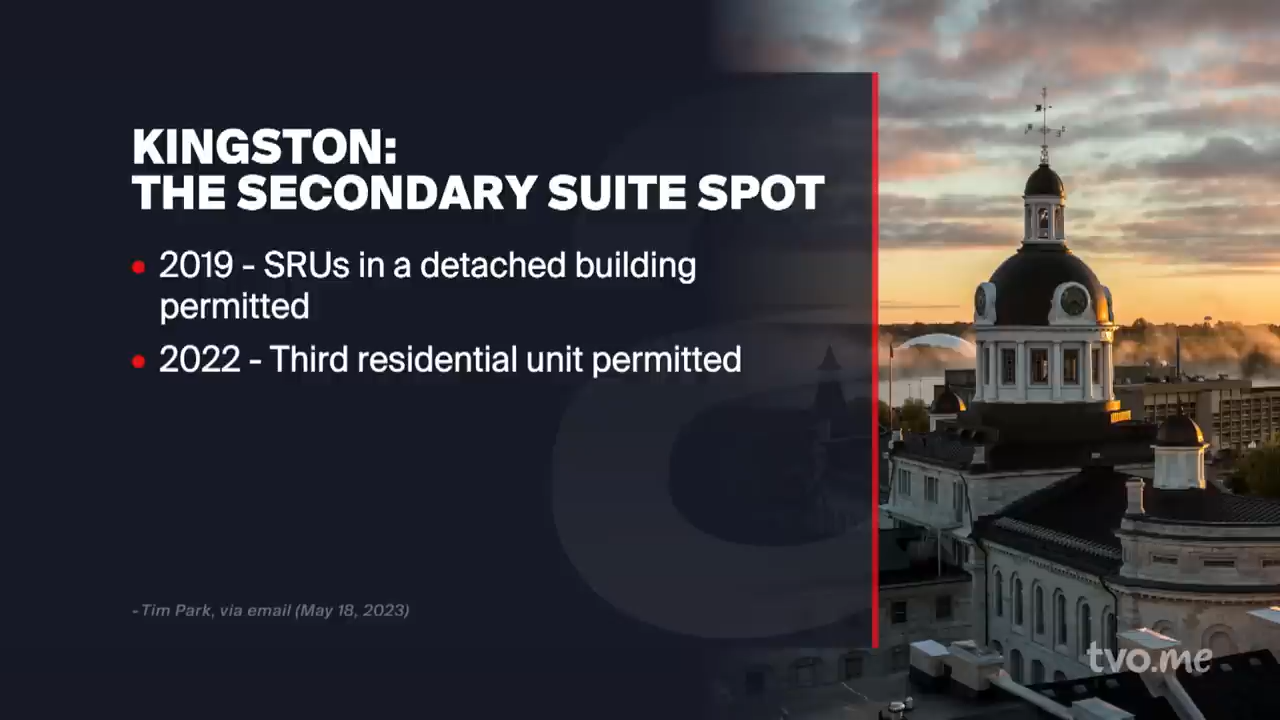 KINGSTON:
THE SECONDARY SUITE SPOT
• 2019 - SRUs in a detached building
permitted
• 2022 - Third residential unit permitted
- Tim Park, via email (May 18, 2023)
tvo.me